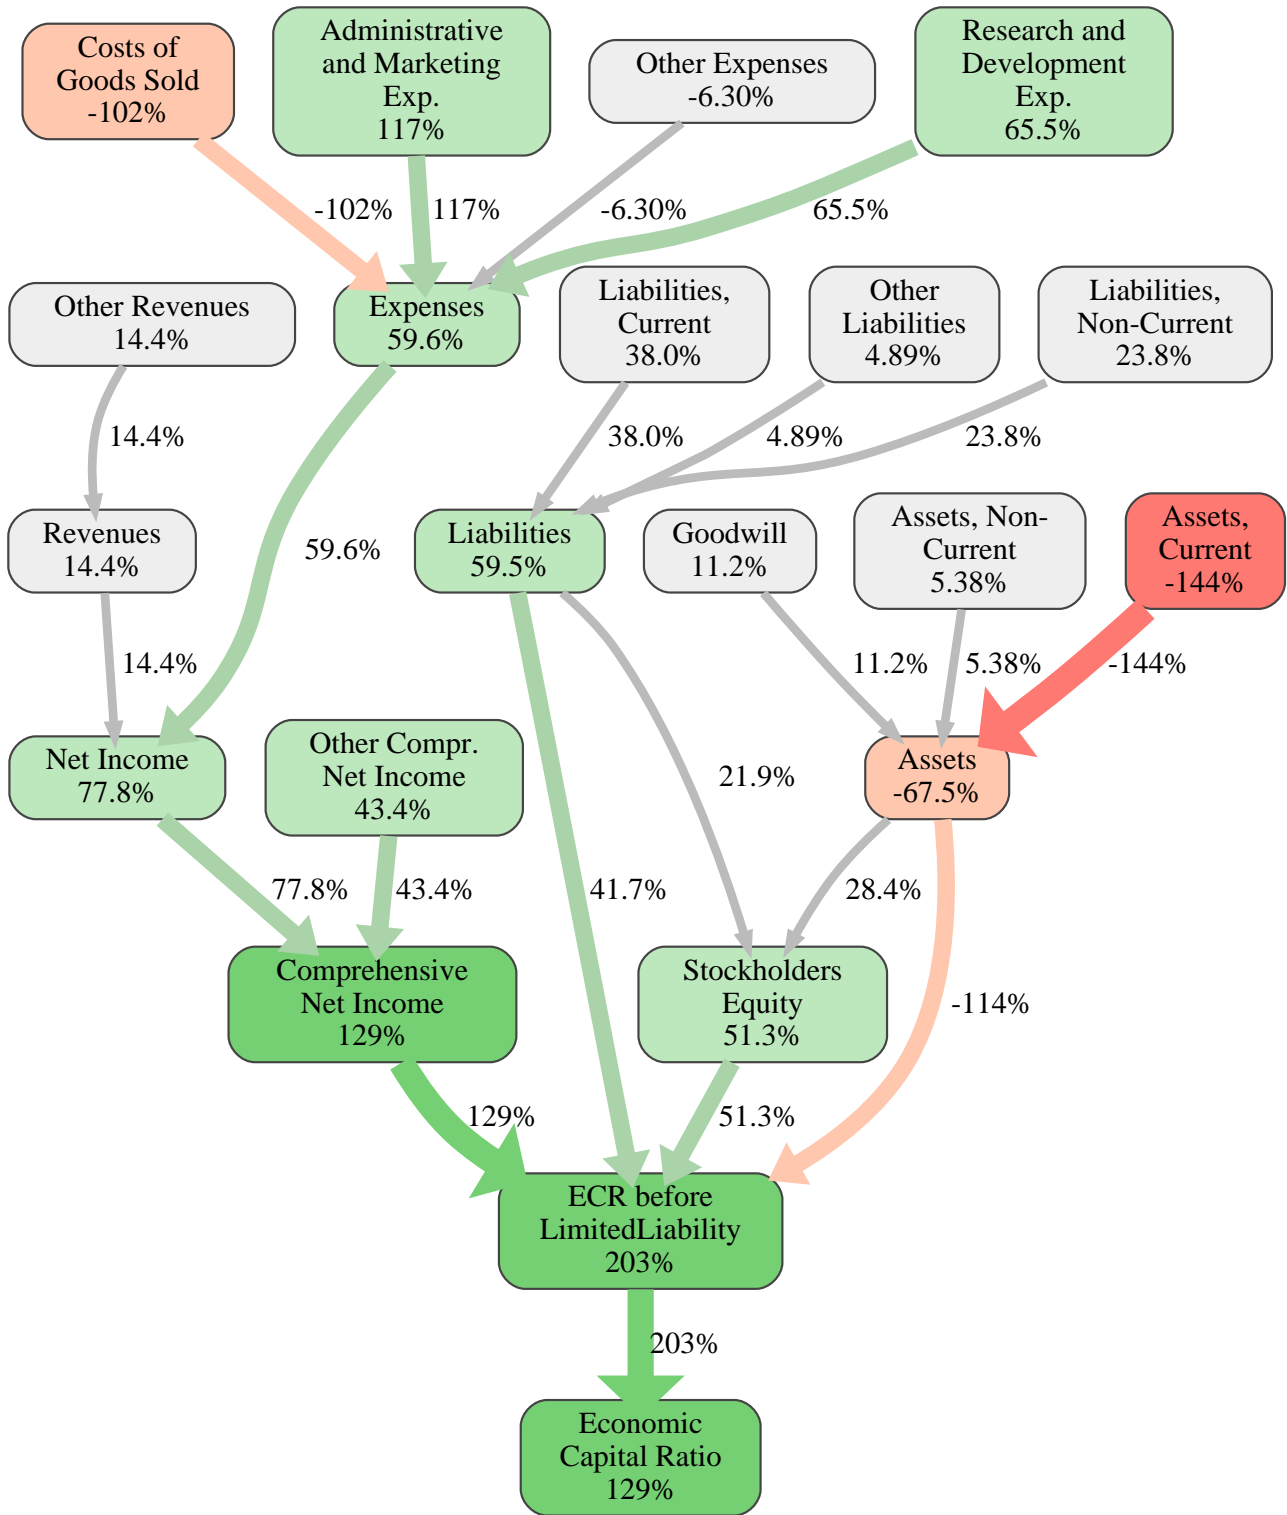 Costs of
Goods Sold
-102%
Administrative
and Marketing
Exp.
117%
Other Expenses
-6.30%
Research and
Development
Exp.
65.5%
-102%
117%
-6.30%
65.5%
Other Revenues
14.4%
Expenses
59.6%
Liabilities,
Current
38.0%
Other
Liabilities
4.89%
Liabilities,
Non-Current
23.8%
14.4%
38.0%
4.89%
23.8%
Revenues
14.4%
59.6%
Liabilities
59.5%
Goodwill
11.2%
Assets, Non-
Current
5.38%
Assets,
Current
-144%
14.4%
11.2%
5.38%
-144%
Net Income
77.8%
Other Compr.
Net Income
43.4%
21.9%
Assets
-67.5%
77.8%
43.4%
41.7%
28.4%
Comprehensive
Net Income
129%
Stockholders
Equity
51.3%
-114%
129%
51.3%
ECR before
LimitedLiability
203%
203%
Economic
Capital Ratio
129%